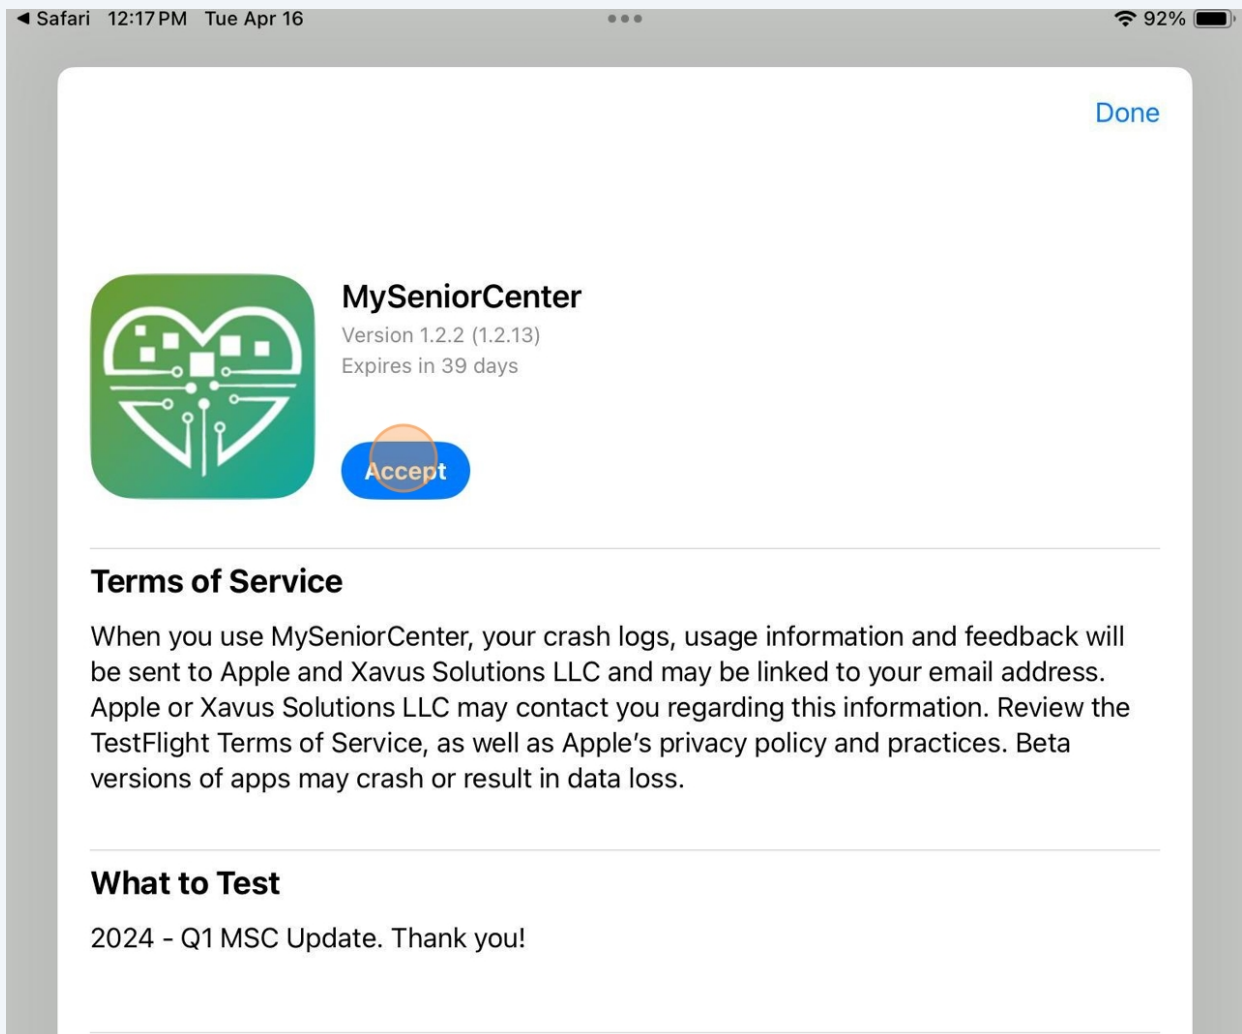 ◀ Safari 12:17 PM Tue Apr 16 92%
Done
MySeniorCenter
Version 1.2.2 (1.2.13)
Expires in 39 days
Accept
Terms of Service
When you use MySeniorCenter, your crash logs, usage information and feedback will
be sent to Apple and Xavus Solutions LLC and may be linked to your email address.
Apple or Xavus Solutions LLC may contact you regarding this information. Review the
TestFlight Terms of Service, as well as Apple’s privacy policy and practices. Beta
versions of apps may crash or result in data loss.
What to Test
2024 - Q1 MSC Update. Thank you!